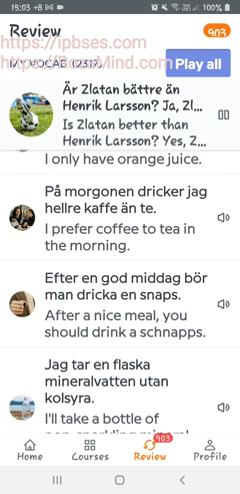 15:03 +B
100%
Review
903
https://ipbses.com
MY VOCAB (2317)
Play all
Är Zlatan bättre än
Henrik Larsson? Ja, Zl...
Is Zlatan better than
Henrik Larsson? Yes, Z...
I only have orange juice.
På morgonen dricker jag
hellre kaffe än te.
I prefer coffee to tea in
the morning.
Efter en god middag bör
man dricka en snaps.
After a nice meal, you
should drink a schnapps.
Jag tar en flaska
mineralvatten utan
kolsyra.
I'll take a bottle of
903
Home
Courses
Review
Profile